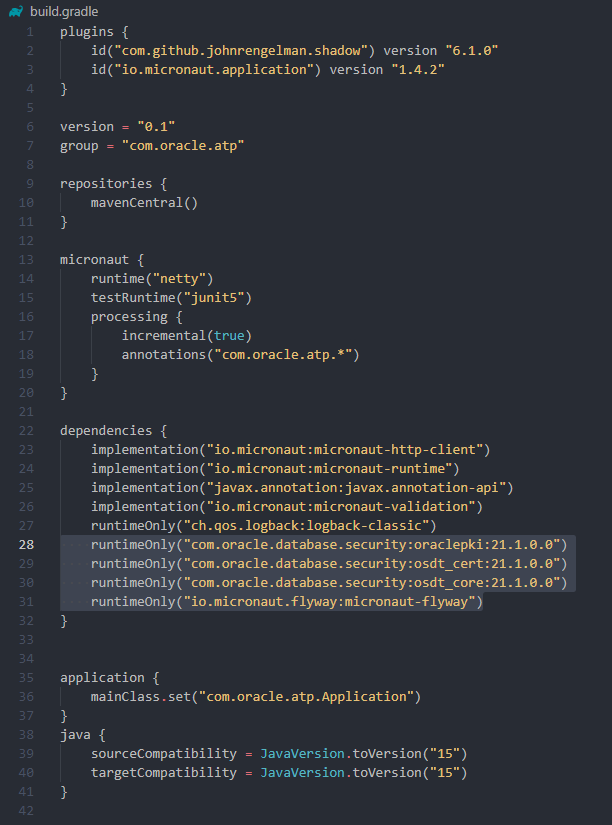 build.gradle
1 plugins {
2 id("com.github.johnrengelman.shadow") version "6.1.0"
3 id("io.micronaut.application") version "1.4.2"
4 }
5
6 version = "0.1"
7 group = "com.oracle.atp"
8
9 repositories {
10 mavenCentral()
11 }
12
13 micronaut {
14 runtime("netty")
15 testRuntime("junit5")
16 processing {
17 incremental(true)
18 annotations("com.oracle.atp.*")
19 }
20 }
21
22 dependencies {
23 implementation("io.micronaut:micronaut-http-client")
24 implementation("io.micronaut:micronaut-runtime")
25 implementation("javax.annotation:javax.annotation-api")
26 implementation("io.micronaut:micronaut-validation")
27 runtimeOnly("ch.qos.logback:logback-classic")
28 runtimeOnly("com.oracle.database.security:oraclepki:21.1.0.0")
29 runtimeOnly("com.oracle.database.security:osdt_cert:21.1.0.0")
30 runtimeOnly("com.oracle.database.security:osdt_core:21.1.0.0")
31 runtimeOnly("io.micronaut.flyway:micronaut-flyway")
32 }
33
34
35 application {
36 mainClass.set("com.oracle.atp.Application")
37 }
38 java {
39 sourceCompatibility = JavaVersion.toVersion("15")
40 targetCompatibility = JavaVersion.toVersion("15")
41 }
42